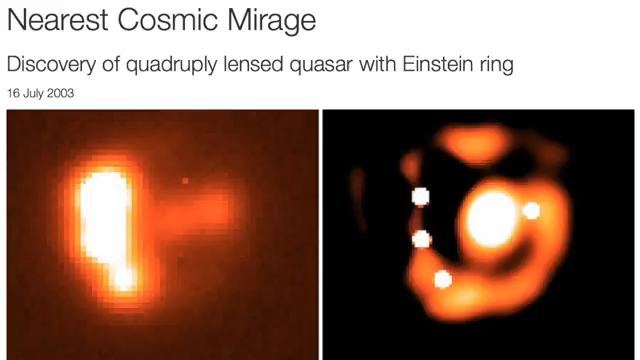 Nearest Cosmic Mirage
Discovery of quadruply lensed quasar with Einstein ring
16 July 2003